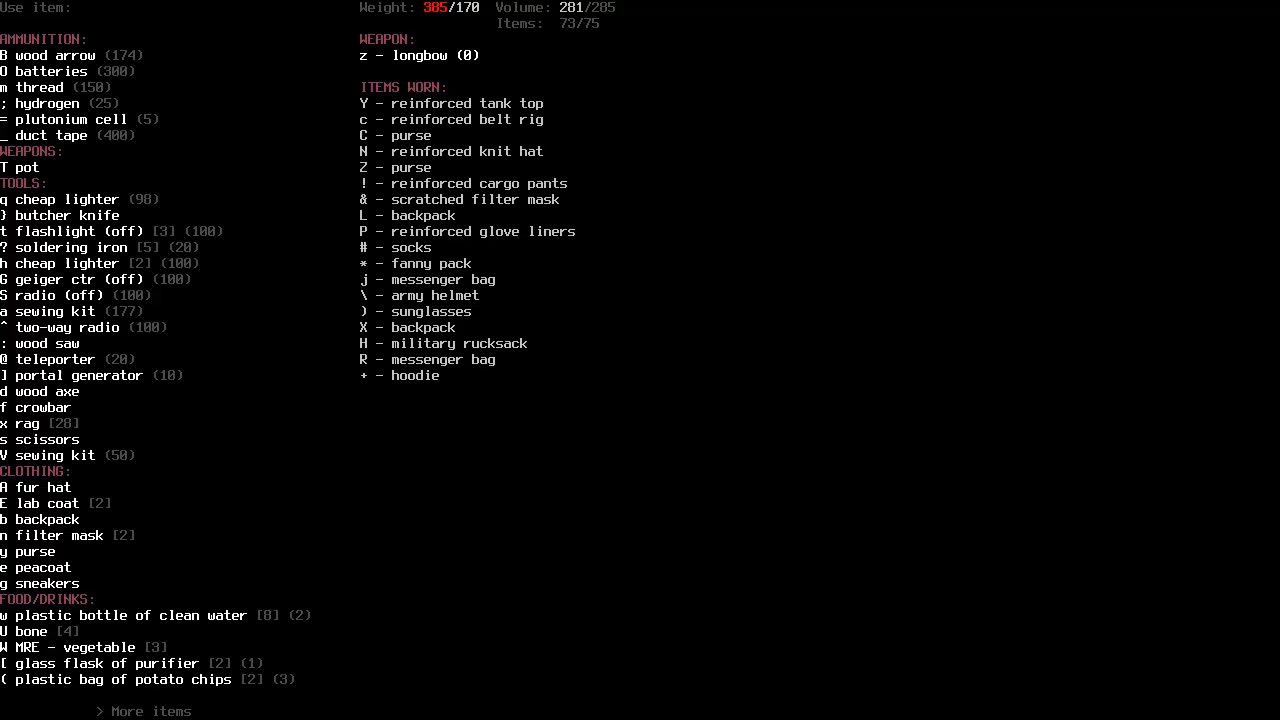 Use item:
Weight: 385/170 Volume: 281/285
Items: 73/75
AMMUNITION:
B wood arrow (174)
O batteries (300)
m thread (150)
; hydrogen (25)
= plutonium cell (5)
_ duct tape (400)
WEAPONS:
T pot
TOOLS:
q cheap lighter (98)
} butcher knife
t flashlight (off) [3] (100)
? soldering iron [5] (20)
h cheap lighter [2] (100)
G geiger ctr (off) (100)
S radio (off) (100)
a sewing kit (177)
^ two-way radio (100)
: wood saw
@ teleporter (20)
] portal generator (10)
d wood axe
f crowbar
x rag [28]
s scissors
V sewing kit (50)
CLOTHING:
A fur hat
E lab coat [2]
b backpack
n filter mask [2]
y purse
e peacoat
g sneakers
FOOD/DRINKS:
w plastic bottle of clean water [8] (2)
U bone [4]
W MRE - vegetable [3]
[ glass flask of purifier [2] (1)
( plastic bag of potato chips [2] (3)
> More items
WEAPON:
z - longbow (0)
ITEMS WORN:
Y - reinforced tank top
c - reinforced belt rig
C - purse
N - reinforced knit hat
Z - purse
! - reinforced cargo pants
& - scratched filter mask
L - backpack
P - reinforced glove liners
# - socks
* - fanny pack
j - messenger bag
\ - army helmet
) - sunglasses
X - backpack
H - military rucksack
R - messenger bag
+ - hoodie